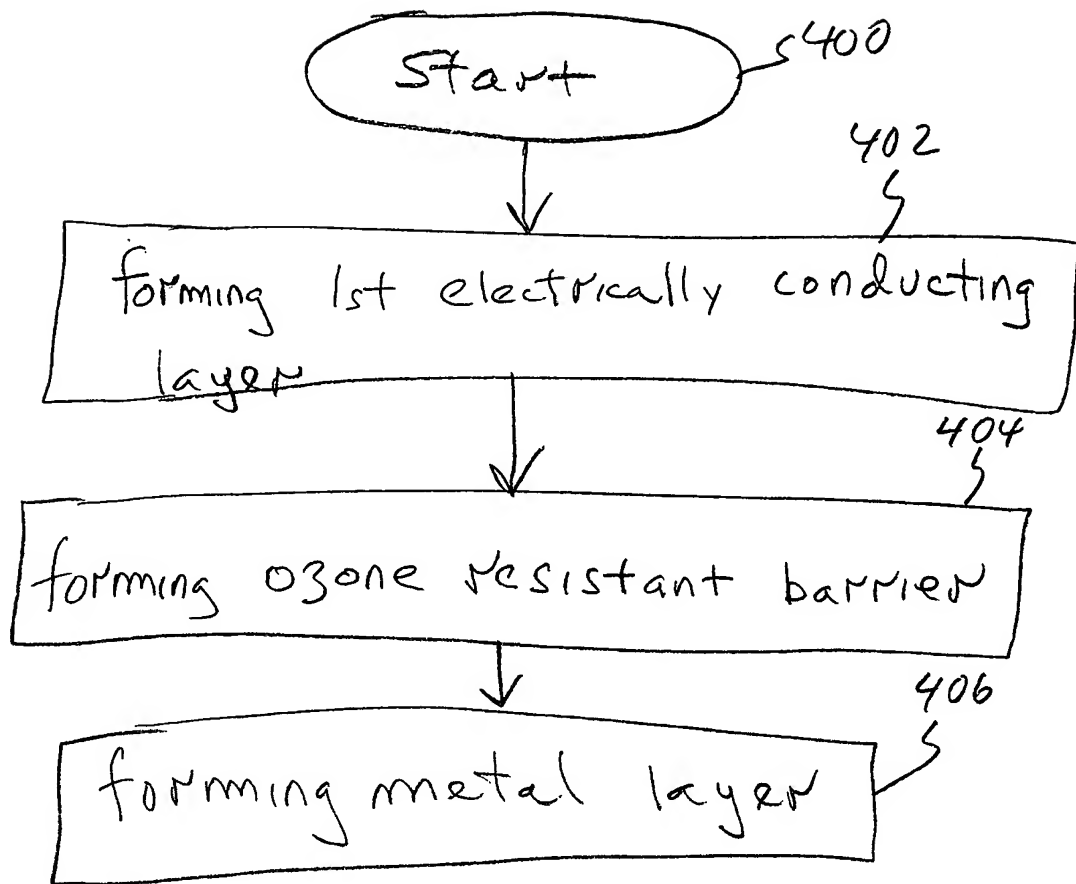 Start
400
402
forming 1st electrically conducting
layer
404
forming ozone resistant barrier
406
forming metal layer